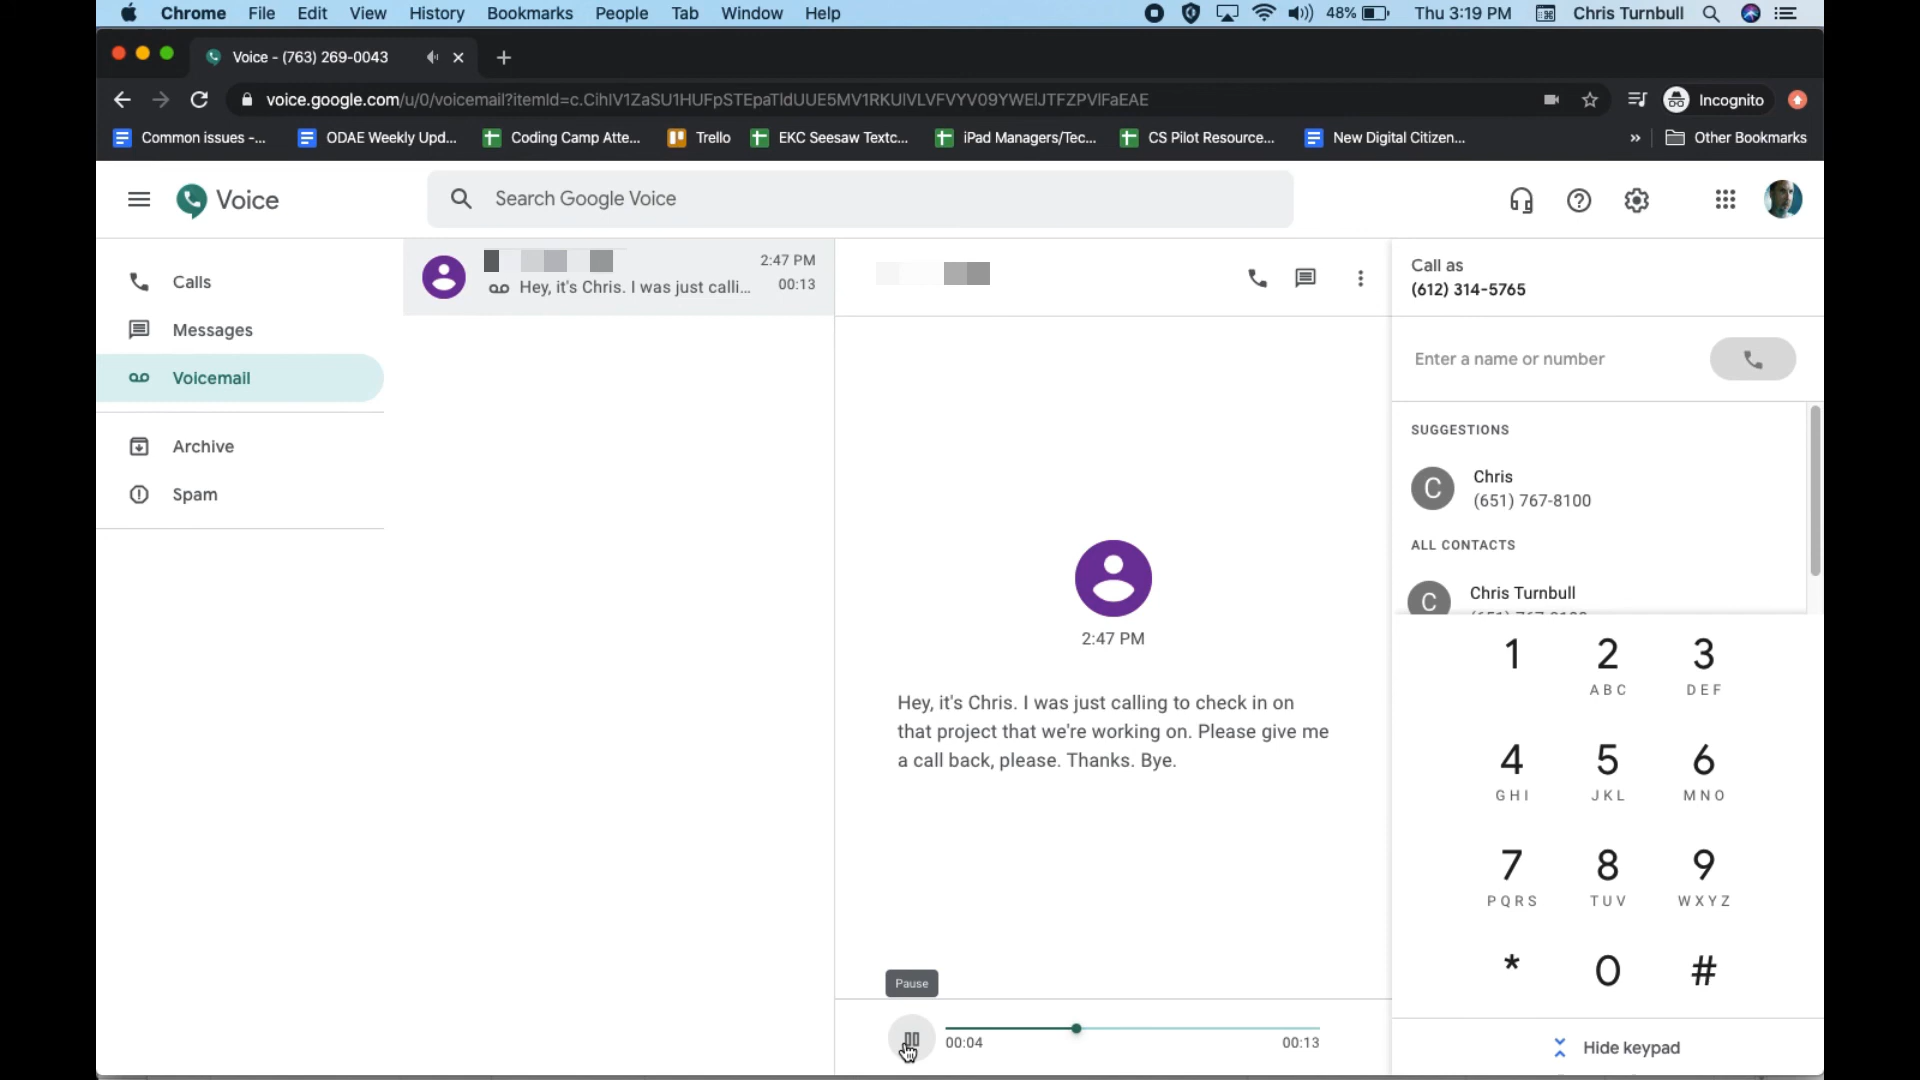 Chrome File Edit View History Bookmarks People Tab Window Help 48% Thu 3:19 PM Chris Turnbull
Voice - (763) 269-0043
voice.google.com/u/0/voicemail?itemId=c.CihIV1ZaSU1HUFpSTEpaTldUUE5MV1RKUlVLVFVYV09YWElJTFZPVlFaEAE Incognito
Common issues -... ODAE Weekly Upd... Coding Camp Atte... Trello EKC Seesaw Textc... iPad Managers/Tec... CS Pilot Resource... New Digital Citizen... » Other Bookmarks
Voice Search Google Voice
Calls
Messages
Voicemail
Archive
Spam
2:47 PM
Hey, it's Chris. I was just calli... 00:13
2:47 PM
Hey, it's Chris. I was just calling to check in on
that project that we're working on. Please give me
a call back, please. Thanks. Bye.
Pause
00:04 00:13
Call as
(612) 314-5765
Enter a name or number
SUGGESTIONS
C Chris
(651) 767-8100
ALL CONTACTS
C Chris Turnbull
1 2 3
ABC DEF
4 5 6
GHI JKL MNO
7 8 9
PQRS TUV WXYZ
* 0 #
Hide keypad